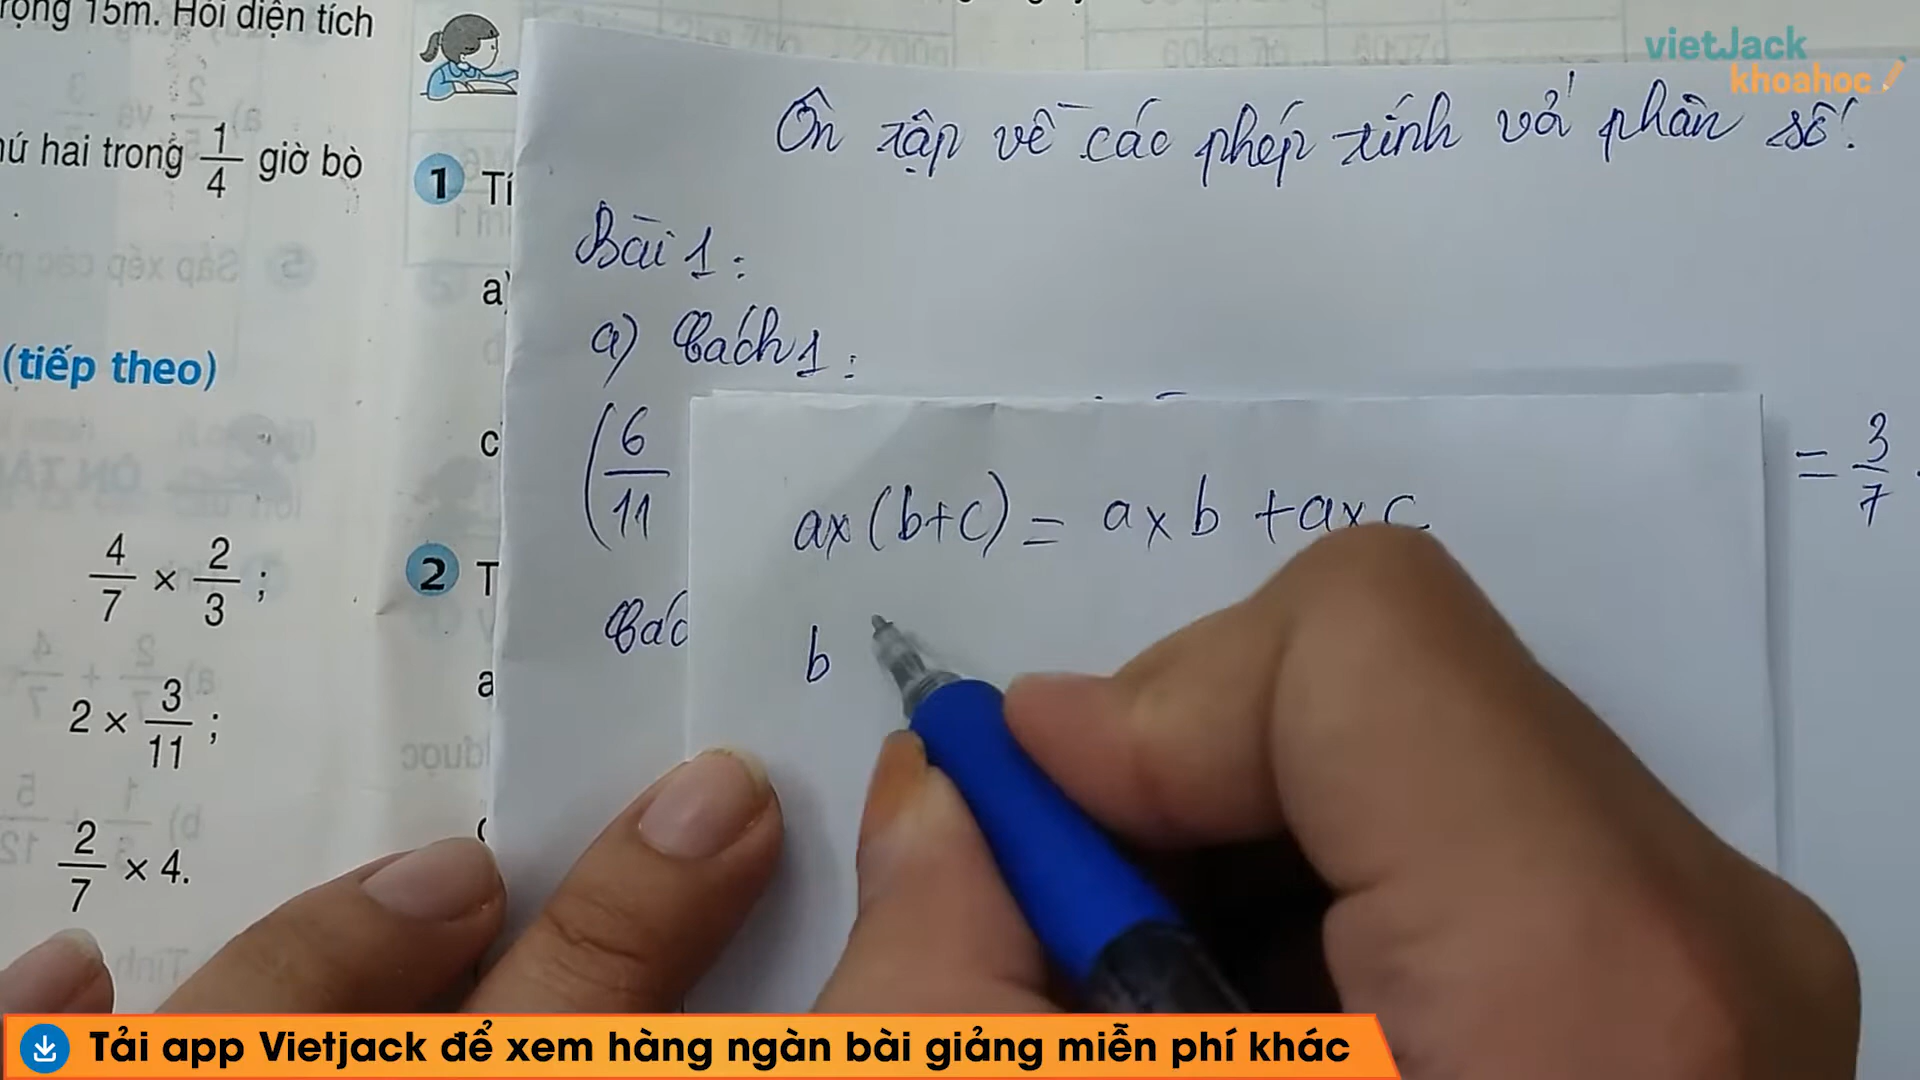 rộng 15m. Hỏi diện tích
hai trong 1/4 giờ bò
(tiếp theo)
4/7 × 2/3 ;
2 × 3/11 ;
2/7 × 4.
1
a)
c
2 T
a
vietJack
khoahoc
Ôn tập về các phép tính với phân số!
Bài 1 :
a) Cách 1 :
( 6/11
= 3/7
a x (b+c) = a x b + a x c
b
Tải app Vietjack để xem hàng ngàn bài giảng miễn phí khác